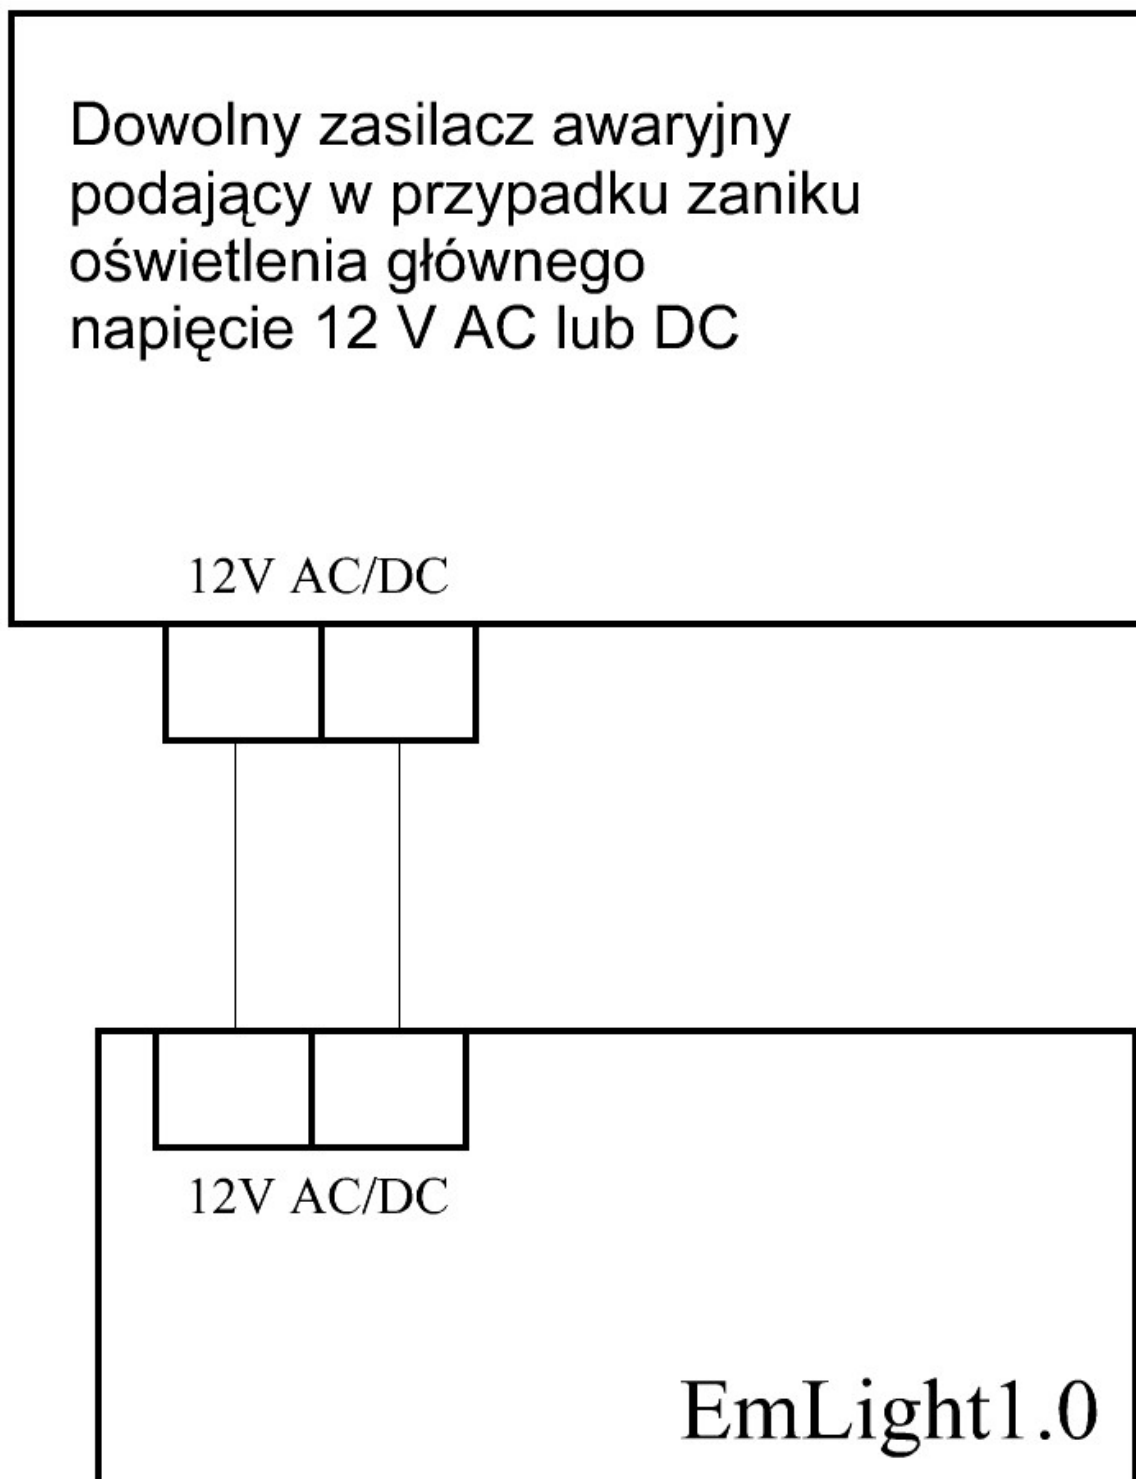 Dowolny zasilacz awaryjny
podający w przypadku zaniku
oświetlenia głównego
napięcie 12 V AC lub DC
12V AC/DC
12V AC/DC
EmLight1.0